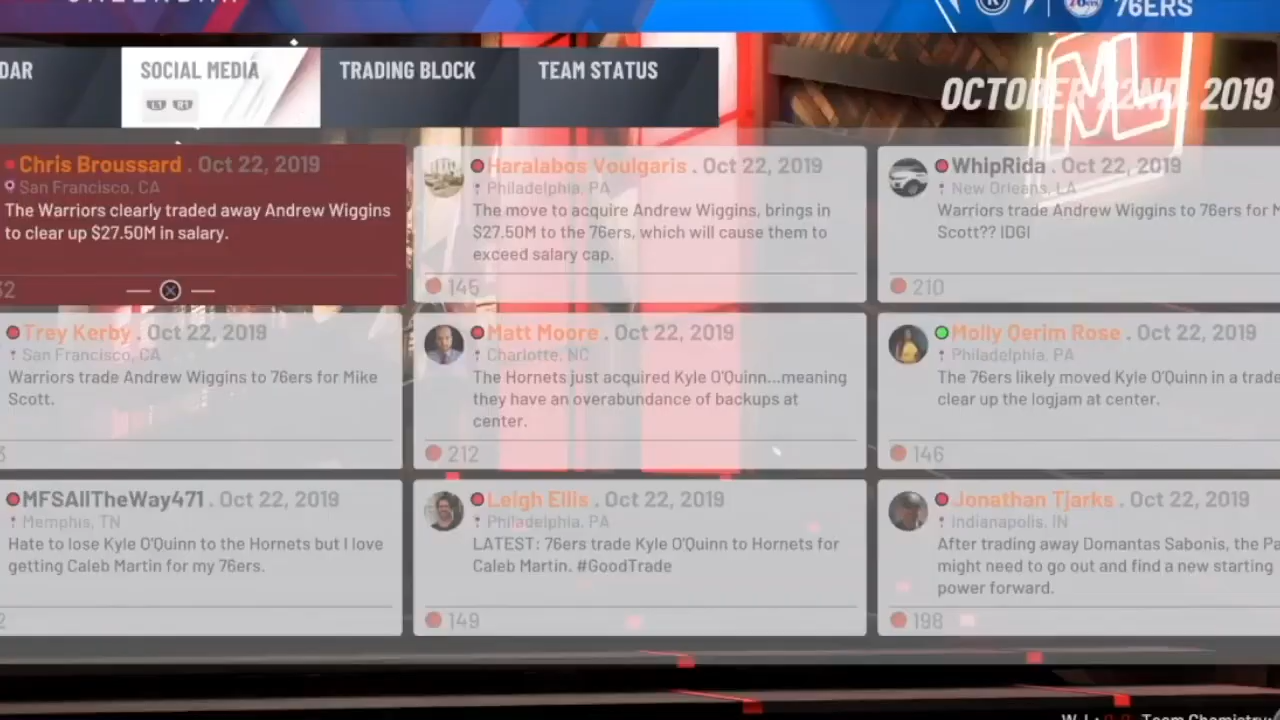 CALENDAR
76ERS
DAR
SOCIAL MEDIA
L1 R1
TRADING BLOCK
TEAM STATUS
OCTOBER 22ND, 2019
Chris Broussard . Oct 22, 2019
San Francisco, CA
The Warriors clearly traded away Andrew Wiggins
to clear up $27.50M in salary.
32
Haralabos Voulgaris . Oct 22, 2019
Philadelphia, PA
The move to acquire Andrew Wiggins, brings in
$27.50M to the 76ers, which will cause them to
exceed salary cap.
145
WhipRida . Oct 22, 2019
New Orleans, LA
Warriors trade Andrew Wiggins to 76ers for M
Scott?? IDGI
210
Trey Kerby . Oct 22, 2019
San Francisco, CA
Warriors trade Andrew Wiggins to 76ers for Mike
Scott.
3
Matt Moore . Oct 22, 2019
Charlotte, NC
The Hornets just acquired Kyle O'Quinn...meaning
they have an overabundance of backups at
center.
212
Molly Qerim Rose . Oct 22, 2019
Philadelphia, PA
The 76ers likely moved Kyle O'Quinn in a trade
clear up the logjam at center.
146
MFSAllTheWay471 . Oct 22, 2019
Memphis, TN
Hate to lose Kyle O'Quinn to the Hornets but I love
getting Caleb Martin for my 76ers.
2
Leigh Ellis . Oct 22, 2019
Philadelphia, PA
LATEST: 76ers trade Kyle O'Quinn to Hornets for
Caleb Martin. #GoodTrade
149
Jonathan Tjarks . Oct 22, 2019
Indianapolis, IN
After trading away Domantas Sabonis, the Pa
might need to go out and find a new starting
power forward.
198
Team Chemistry